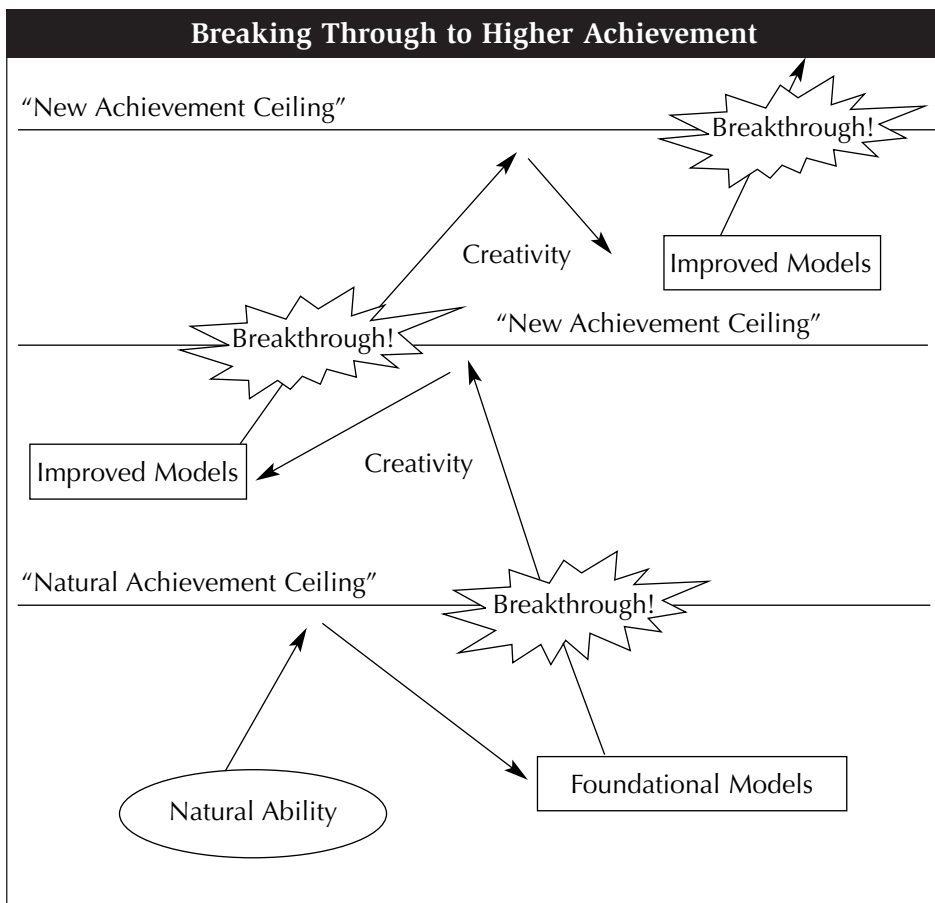 Breaking Through to Higher Achievement
“New Achievement Ceiling”
Breakthrough!
Creativity
Improved Models
Breakthrough!
“New Achievement Ceiling”
Improved Models
Creativity
“Natural Achievement Ceiling”
Breakthrough!
Natural Ability
Foundational Models